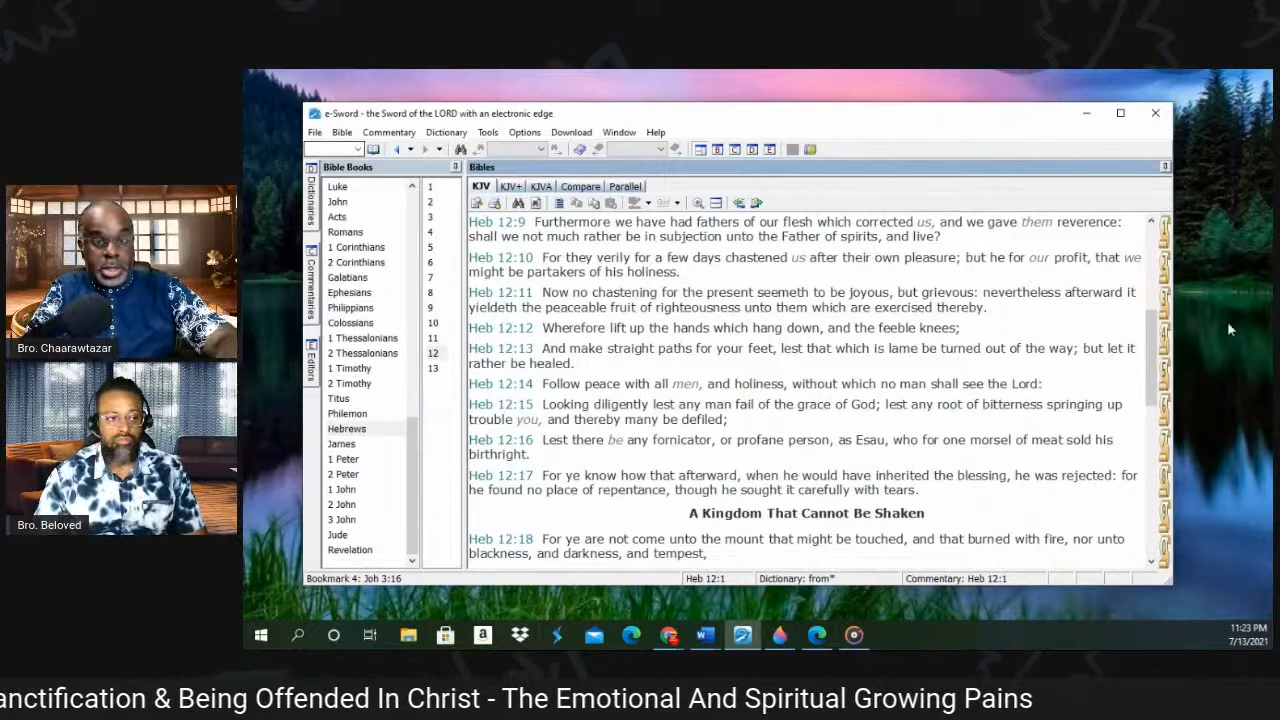 e-Sword - the Sword of the LORD with an electronic edge
File Bible Commentary Dictionary Tools Options Download Window Help
B C D E
Bible Books
Bibles
Dictionaries
Commentaries
Editors
Luke
John
Acts
Romans
1 Corinthians
2 Corinthians
Galatians
Ephesians
Philippians
Colossians
1 Thessalonians
2 Thessalonians
1 Timothy
2 Timothy
Titus
Philemon
Hebrews
James
1 Peter
2 Peter
1 John
2 John
3 John
Jude
Revelation
1
2
3
4
5
6
7
8
9
10
11
12
13
KJV KJV+ KJVA Compare Parallel
Heb 12:9 Furthermore we have had fathers of our flesh which corrected us, and we gave them reverence:
shall we not much rather be in subjection unto the Father of spirits, and live?
Heb 12:10 For they verily for a few days chastened us after their own pleasure; but he for our profit, that we
might be partakers of his holiness.
Heb 12:11 Now no chastening for the present seemeth to be joyous, but grievous: nevertheless afterward it
yieldeth the peaceable fruit of righteousness unto them which are exercised thereby.
Heb 12:12 Wherefore lift up the hands which hang down, and the feeble knees;
Heb 12:13 And make straight paths for your feet, lest that which is lame be turned out of the way; but let it
rather be healed.
Heb 12:14 Follow peace with all men, and holiness, without which no man shall see the Lord:
Heb 12:15 Looking diligently lest any man fail of the grace of God; lest any root of bitterness springing up
trouble you, and thereby many be defiled;
Heb 12:16 Lest there be any fornicator, or profane person, as Esau, who for one morsel of meat sold his
birthright.
Heb 12:17 For ye know how that afterward, when he would have inherited the blessing, he was rejected: for
he found no place of repentance, though he sought it carefully with tears.
A Kingdom That Cannot Be Shaken
Heb 12:18 For ye are not come unto the mount that might be touched, and that burned with fire, nor unto
blackness, and darkness, and tempest,
Bookmark 4: Joh 3:16
Heb 12:1
Dictionary: from*
Commentary: Heb 12:1
Bro. Chaarawtazar
Bro. Beloved
11:23 PM
7/13/2021
anctification & Being Offended In Christ - The Emotional And Spiritual Growing Pains